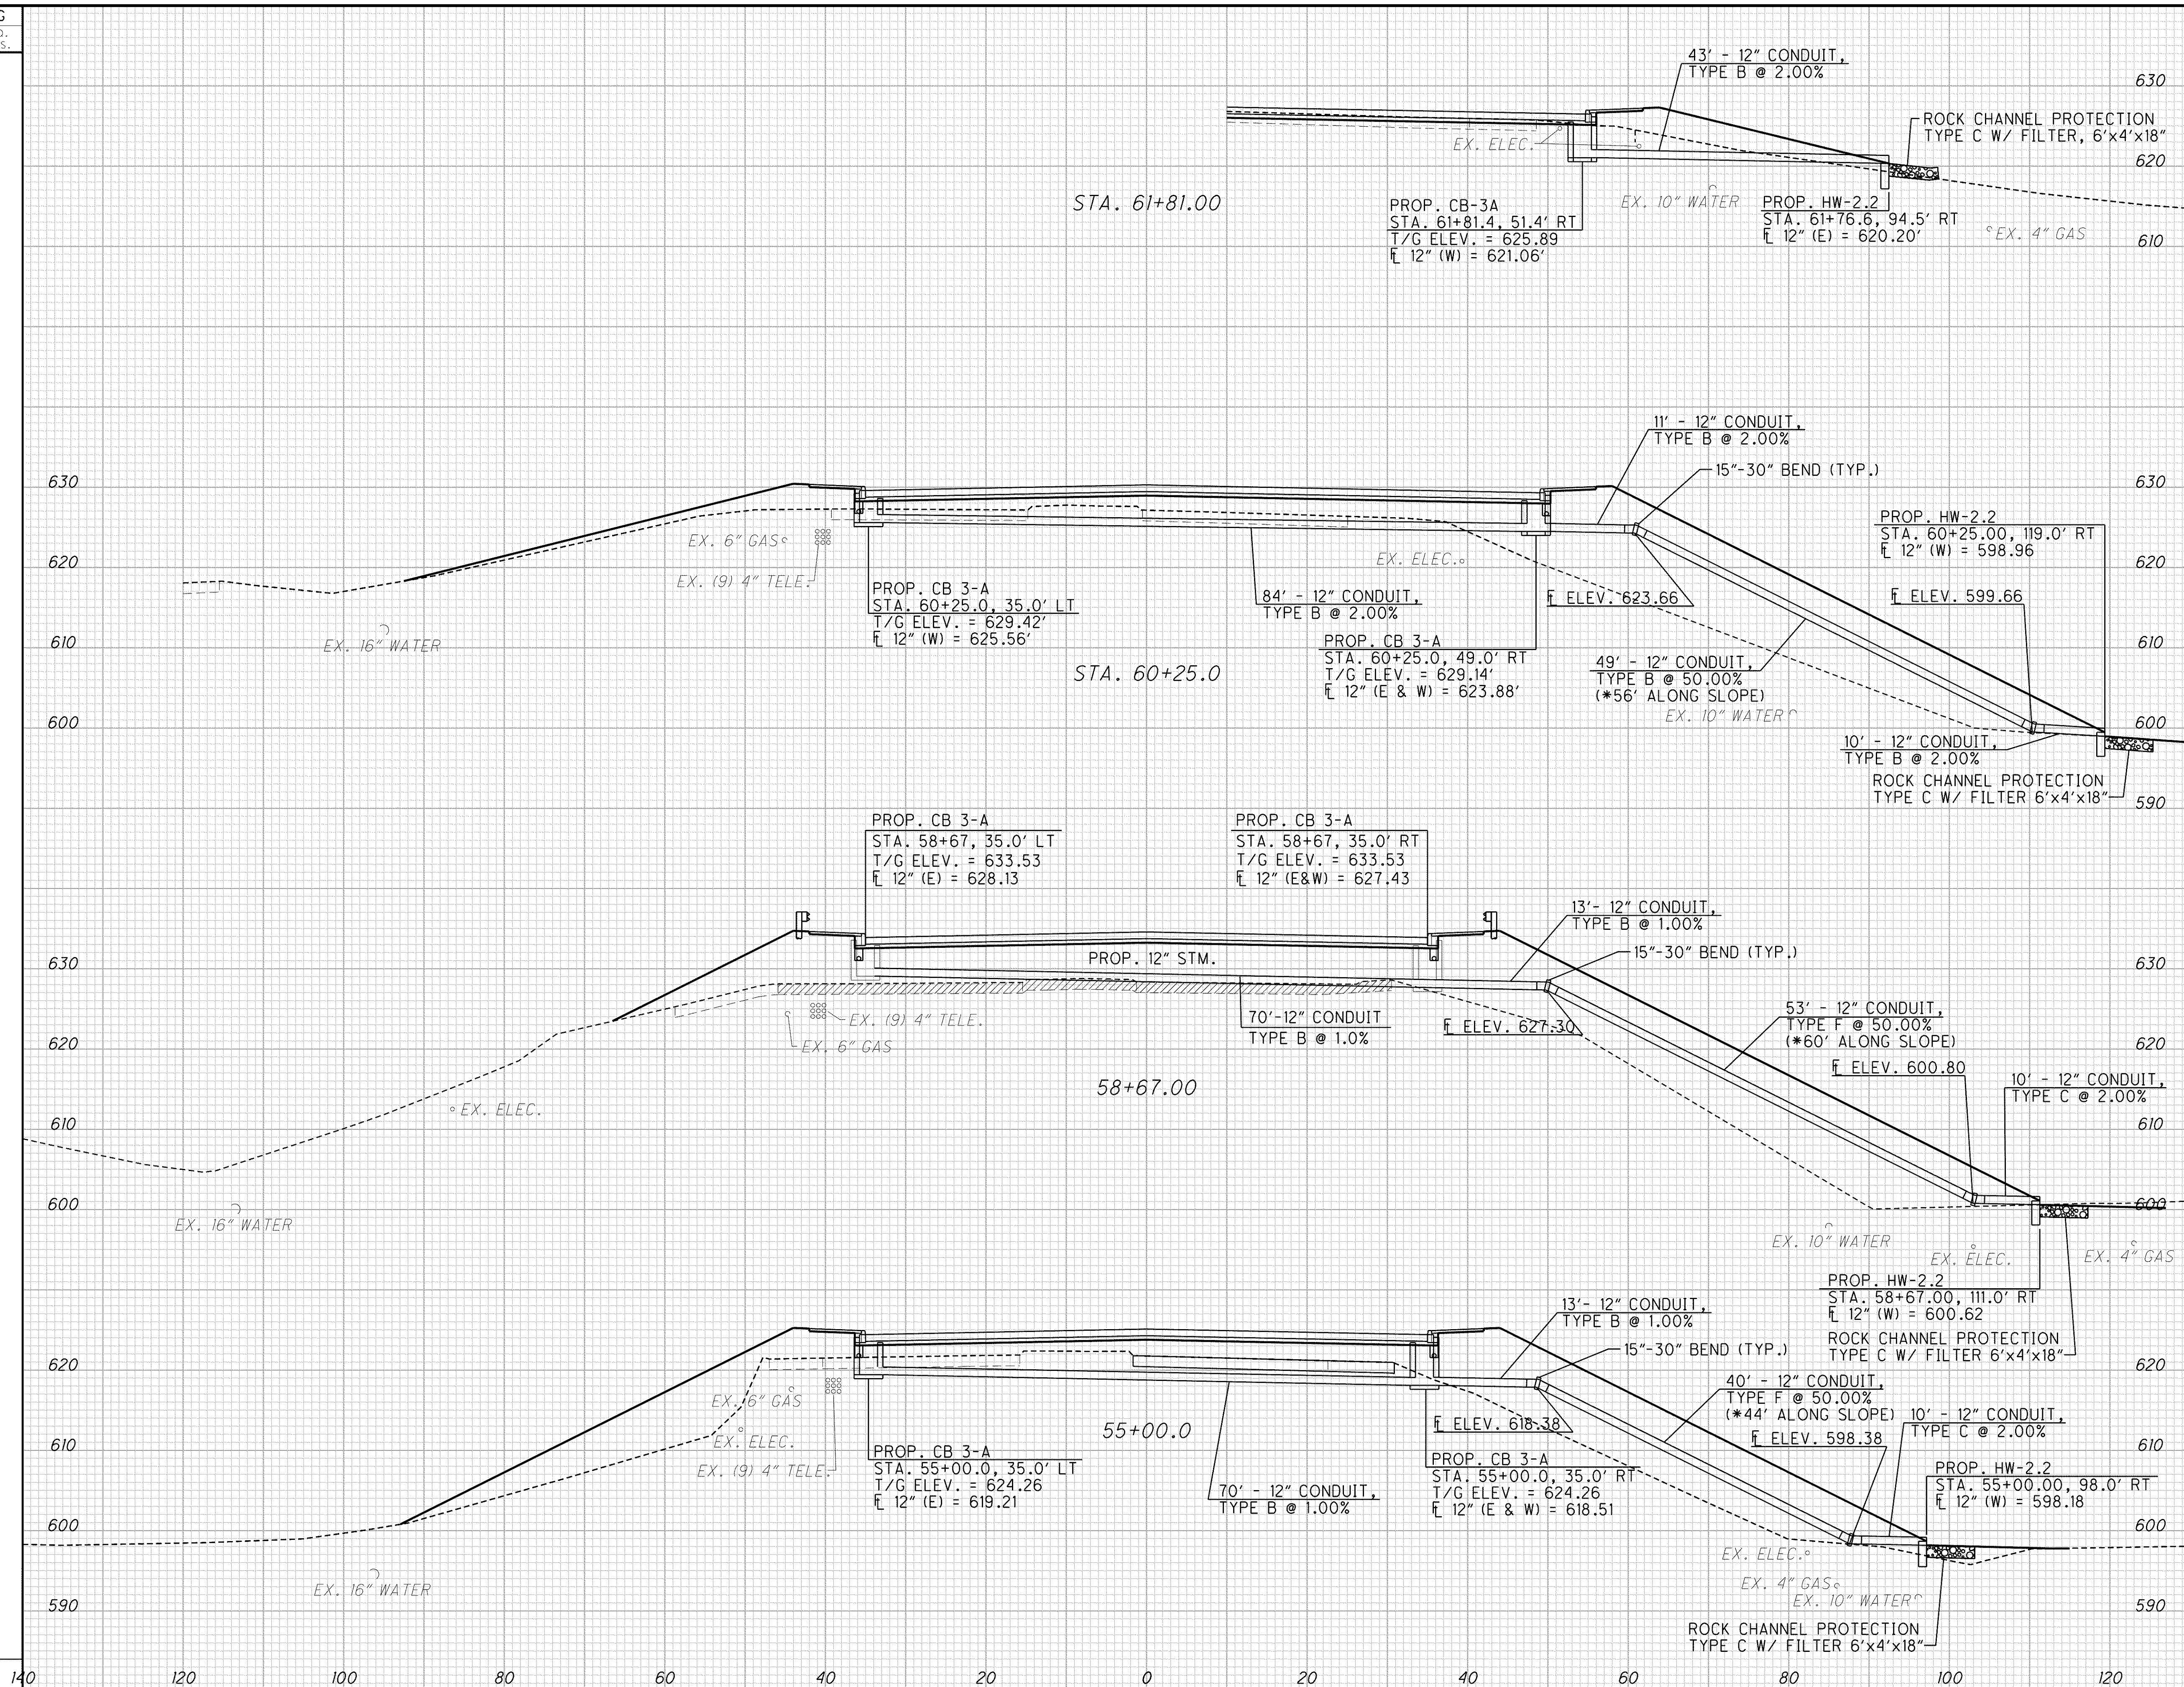 G
43' - 12" CONDUIT,
TYPE B @ 2.00%
630
ROCK CHANNEL PROTECTION
TYPE C W/ FILTER, 6'x4'x18"
EX. ELEC.
620
STA. 61+81.00
PROP. CB-3A
STA. 61+81.4, 51.4' RT
T/G ELEV. = 625.89
℄ 12" (W) = 621.06'
EX. 10" WATER
PROP. HW-2.2
STA. 61+76.6, 94.5' RT
℄ 12" (E) = 620.20'
EX. 4" GAS
610
11' - 12" CONDUIT,
TYPE B @ 2.00%
15"-30" BEND (TYP.)
630
630
PROP. HW-2.2
STA. 60+25.00, 119.0' RT
℄ 12" (W) = 598.96
EX. 6" GAS
EX. (9) 4" TELE.
EX. ELEC.
620
620
PROP. CB 3-A
STA. 60+25.0, 35.0' LT
T/G ELEV. = 629.42'
℄ 12" (W) = 625.56'
84' - 12" CONDUIT,
TYPE B @ 2.00%
℄ ELEV. 623.66
℄ ELEV. 599.66
EX. 16" WATER
610
610
STA. 60+25.0
PROP. CB 3-A
STA. 60+25.0, 49.0' RT
T/G ELEV. = 629.14'
℄ 12" (E & W) = 623.88'
49' - 12" CONDUIT,
TYPE B @ 50.00%
(*56' ALONG SLOPE)
EX. 10" WATER
600
600
10' - 12" CONDUIT,
TYPE B @ 2.00%
ROCK CHANNEL PROTECTION
TYPE C W/ FILTER 6'x4'x18"
590
PROP. CB 3-A
STA. 58+67, 35.0' LT
T/G ELEV. = 633.53
℄ 12" (E) = 628.13
PROP. CB 3-A
STA. 58+67, 35.0' RT
T/G ELEV. = 633.53
℄ 12" (E&W) = 627.43
13'- 12" CONDUIT,
TYPE B @ 1.00%
15"-30" BEND (TYP.)
PROP. 12" STM.
630
630
EX. (9) 4" TELE.
EX. 6" GAS
70'-12" CONDUIT
TYPE B @ 1.0%
℄ ELEV. 627.30
53' - 12" CONDUIT,
TYPE F @ 50.00%
(*60' ALONG SLOPE)
620
620
℄ ELEV. 600.80
10' - 12" CONDUIT,
TYPE C @ 2.00%
58+67.00
EX. ELEC.
610
610
600
600
EX. 16" WATER
EX. 10" WATER
EX. ELEC.
EX. 4" GAS
PROP. HW-2.2
STA. 58+67.00, 111.0' RT
℄ 12" (W) = 600.62
ROCK CHANNEL PROTECTION
TYPE C W/ FILTER 6'x4'x18"
13'- 12" CONDUIT,
TYPE B @ 1.00%
15"-30" BEND (TYP.)
620
620
40' - 12" CONDUIT,
TYPE F @ 50.00%
(*44' ALONG SLOPE)
EX. 6" GAS
EX. ELEC.
EX. (9) 4" TELE.
55+00.0
℄ ELEV. 618.38
℄ ELEV. 598.38
10' - 12" CONDUIT,
TYPE C @ 2.00%
610
610
PROP. CB 3-A
STA. 55+00.0, 35.0' LT
T/G ELEV. = 624.26
℄ 12" (E) = 619.21
70' - 12" CONDUIT,
TYPE B @ 1.00%
PROP. CB 3-A
STA. 55+00.0, 35.0' RT
T/G ELEV. = 624.26
℄ 12" (E & W) = 618.51
PROP. HW-2.2
STA. 55+00.00, 98.0' RT
℄ 12" (W) = 598.18
600
600
EX. 16" WATER
EX. ELEC.
EX. 4" GAS
EX. 10" WATER
590
590
ROCK CHANNEL PROTECTION
TYPE C W/ FILTER 6'x4'x18"
140 120 100 80 60 40 20 0 20 40 60 80 100 120